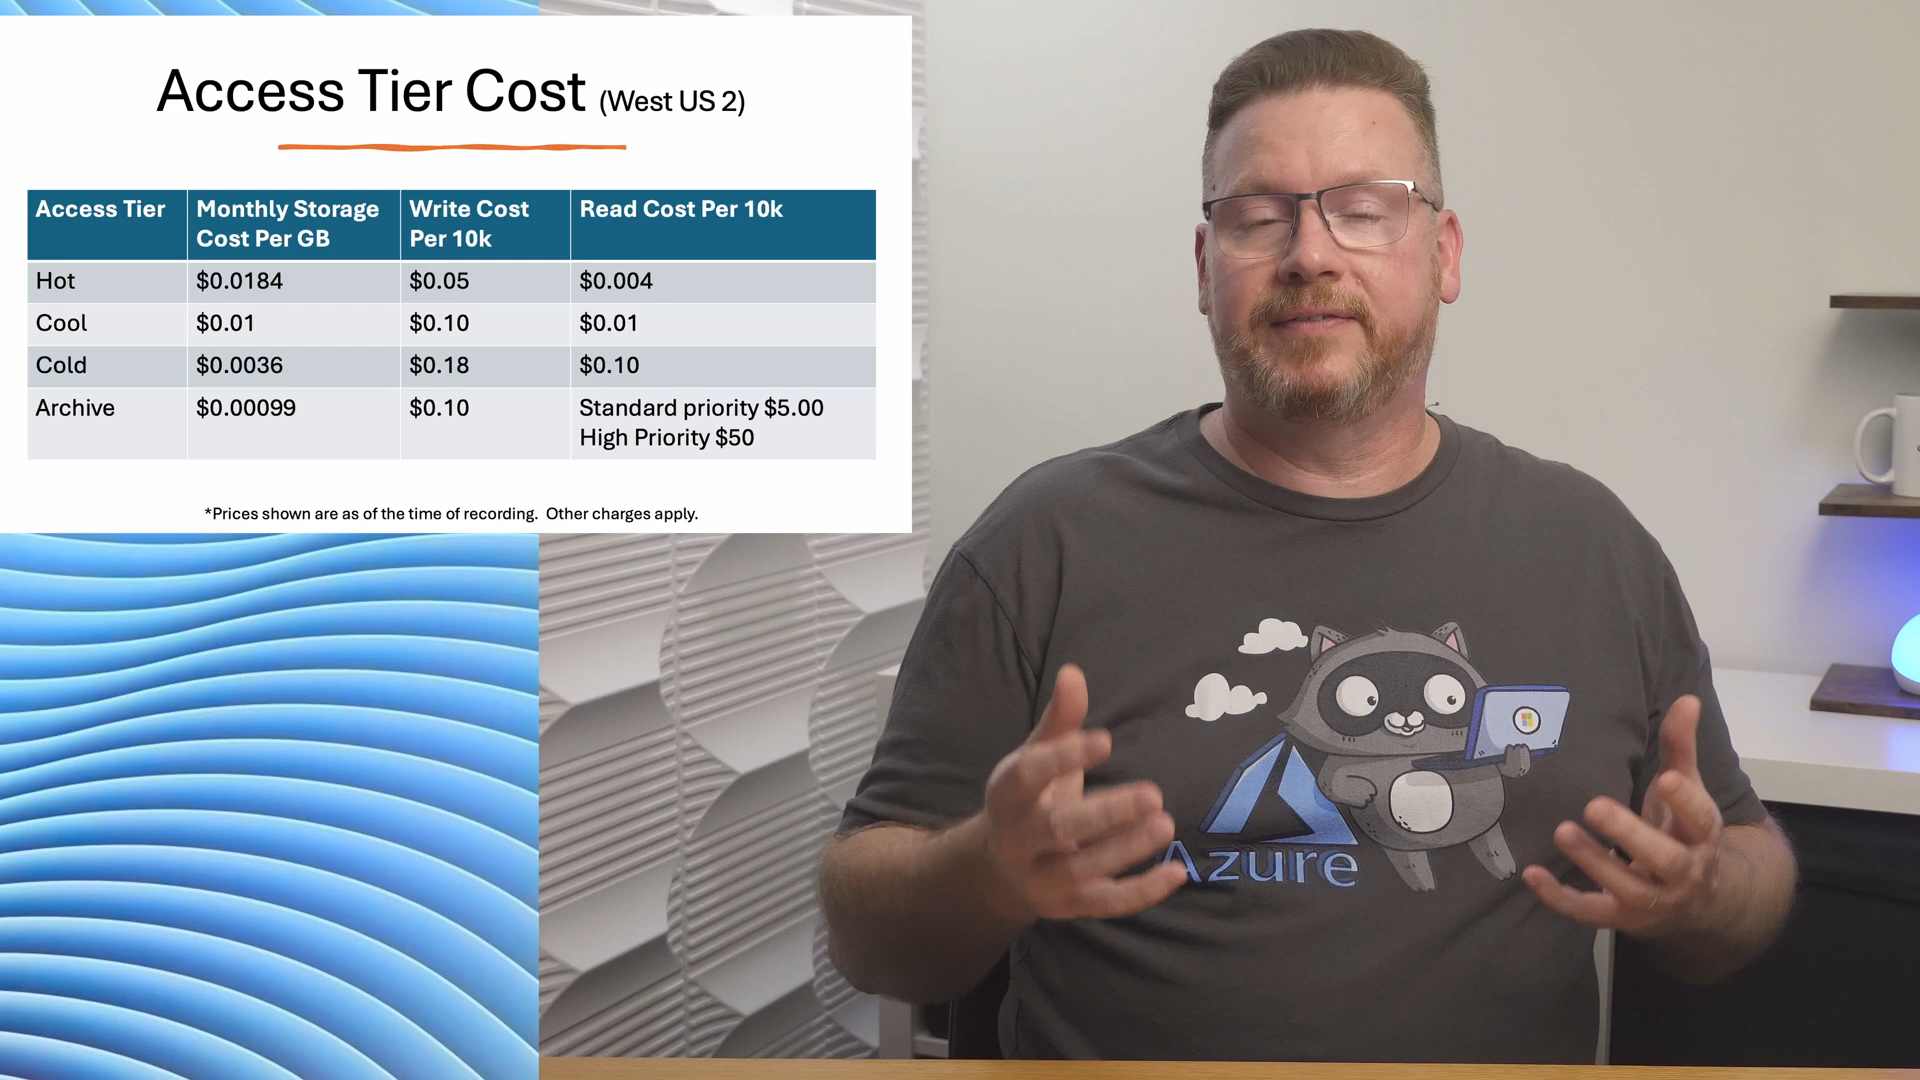 Access Tier Cost (West US 2)
Access Tier
Monthly Storage
Cost Per GB
Write Cost
Per 10k
Read Cost Per 10k
Hot
$0.0184
$0.05
$0.004
Cool
$0.01
$0.10
$0.01
Cold
$0.0036
$0.18
$0.10
Archive
$0.00099
$0.10
Standard priority $5.00
High Priority $50
*Prices shown are as of the time of recording.  Other charges apply.
Azure